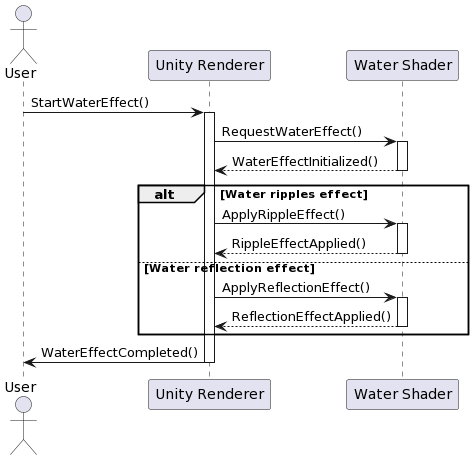 User
Unity Renderer
Water Shader
StartWaterEffect()
RequestWaterEffect()
WaterEffectInitialized()
alt
[Water ripples effect]
ApplyRippleEffect()
RippleEffectApplied()
[Water reflection effect]
ApplyReflectionEffect()
ReflectionEffectApplied()
WaterEffectCompleted()
User
Unity Renderer
Water Shader